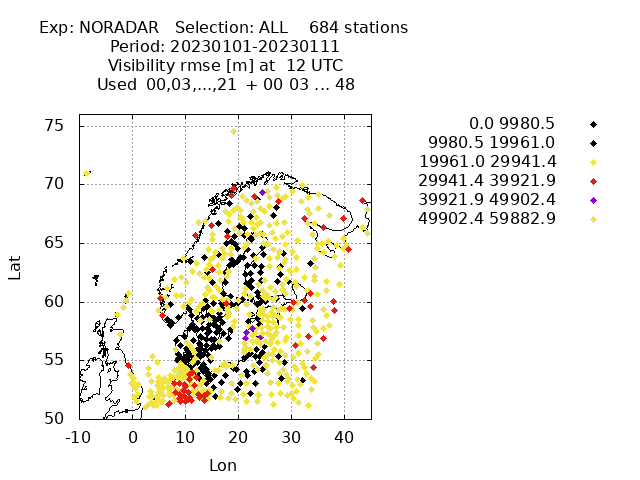 Exp: NORADAR   Selection: ALL    684 stations
Period: 20230101-20230111
Visibility rmse [m] at  12 UTC
Used  00,03,...,21  + 00 03 ... 48
0.0 9980.5
9980.5 19961.0
19961.0 29941.4
29941.4 39921.9
39921.9 49902.4
49902.4 59882.9
75
70
65
60
55
50
Lat
-10 0 10 20 30 40
Lon